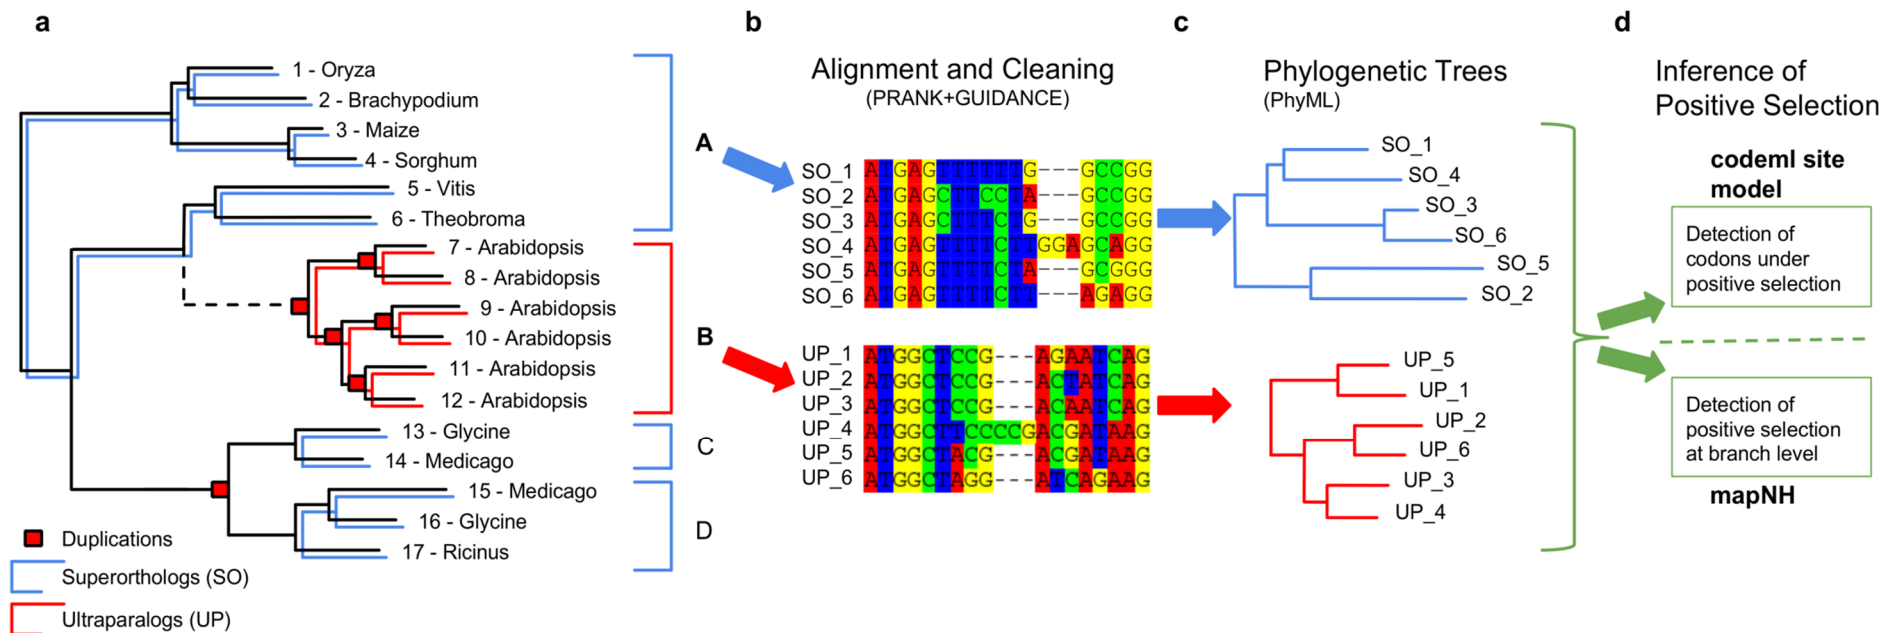 a
1 - Oryza
2 - Brachypodium
3 - Maize
4 - Sorghum
5 - Vitis
6 - Theobroma
7 - Arabidopsis
8 - Arabidopsis
9 - Arabidopsis
10 - Arabidopsis
11 - Arabidopsis
12 - Arabidopsis
13 - Glycine
14 - Medicago
15 - Medicago
16 - Glycine
17 - Ricinus
Duplications
Superorthologs (SO)
Ultraparalogs (UP)
A
B
C
D
b
Alignment and Cleaning
(PRANK+GUIDANCE)
SO_1 ATGAGTTTTTTG---GCCGG
SO_2 ATGAGCTTCCTA---GCCGG
SO_3 ATGAGCTTTCTG---GCCGG
SO_4 ATGAGTTTTCTTGGAGCAGG
SO_5 ATGAGTTTTCTA---GCGGG
SO_6 ATGAGTTTTCTT---AGAGG
UP_1 ATGGCTCCG---AGAATCAG
UP_2 ATGGCTCCG---ACTATCAG
UP_3 ATGGCTCCG---ACAATCAG
UP_4 ATGGCTTCCCCGACGATAAG
UP_5 ATGGCTACG---ACGATAAG
UP_6 ATGGCTAGG---ATCAGAAG
c
Phylogenetic Trees
(PhyML)
SO_1
SO_4
SO_3
SO_6
SO_5
SO_2
UP_5
UP_1
UP_2
UP_6
UP_3
UP_4
d
Inference of
Positive Selection
codeml site
model
Detection of
codons under
positive selection
Detection of
positive selection
at branch level
mapNH